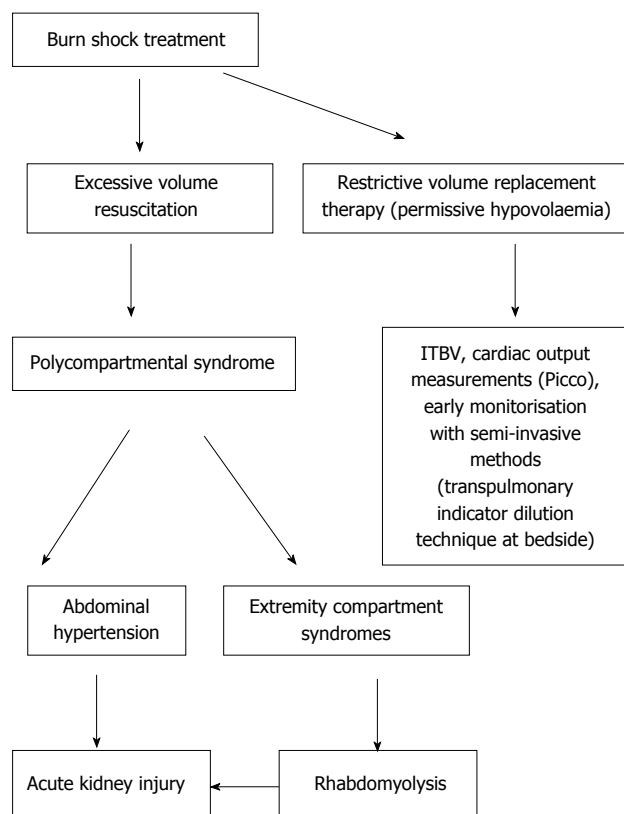 Burn shock treatment
Excessive volume
resuscitation
Restrictive volume replacement
therapy (permissive hypovolaemia)
Polycompartmental syndrome
ITBV, cardiac output
measurements (Picco),
early monitorisation
with semi-invasive
methods
(transpulmonary
indicator dilution
technique at bedside)
Abdominal
hypertension
Extremity compartment
syndromes
Acute kidney injury
Rhabdomyolysis